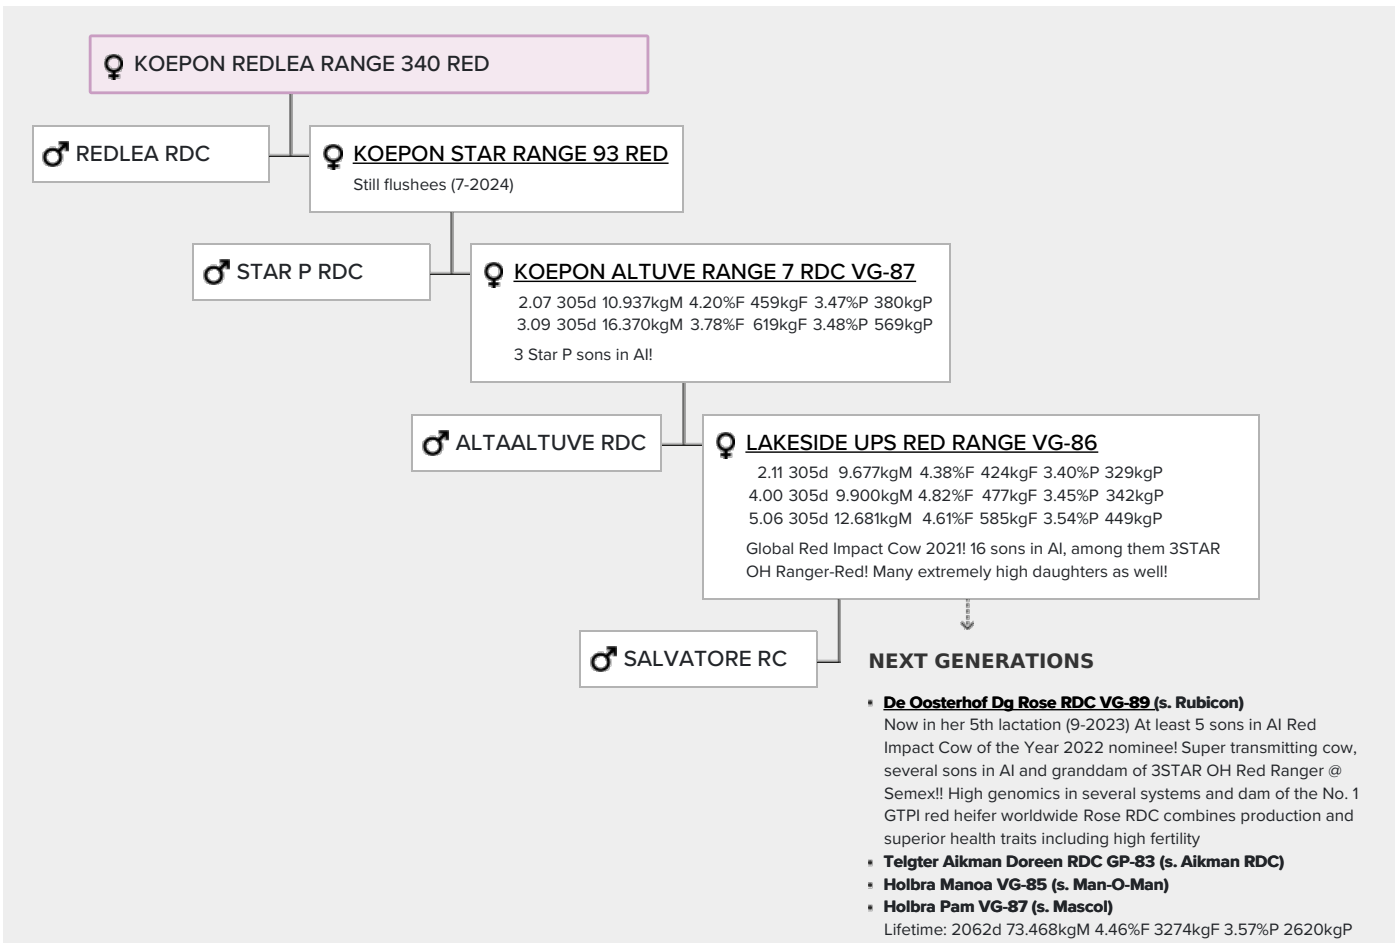 KOEPON REDLEA RANGE 340 RED
REDLEA RDC
KOEPON STAR RANGE 93 RED
Still flushees (7-2024)
STAR P RDC
KOEPON ALTUVE RANGE 7 RDC VG-87
2.07 305d 10.937kgM 4.20%F 459kgF 3.47%P 380kgP
3.09 305d 16.370kgM 3.78%F 619kgF 3.48%P 569kgP
3 Star P sons in AI!
ALTAALTUVE RDC
LAKESIDE UPS RED RANGE VG-86
2.11 305d 9.677kgM 4.38%F 424kgF 3.40%P 329kgP
4.00 305d 9.900kgM 4.82%F 477kgF 3.45%P 342kgP
5.06 305d 12.681kgM 4.61%F 585kgF 3.54%P 449kgP
Global Red Impact Cow 2021! 16 sons in AI, among them 3STAR
OH Ranger-Red! Many extremely high daughters as well!
SALVATORE RC
NEXT GENERATIONS
▪ De Oosterhof Dg Rose RDC VG-89 (s. Rubicon)
Now in her 5th lactation (9-2023) At least 5 sons in AI Red
Impact Cow of the Year 2022 nominee! Super transmitting cow,
several sons in AI and granddam of 3STAR OH Red Ranger @
Semex!! High genomics in several systems and dam of the No. 1
GTPI red heifer worldwide Rose RDC combines production and
superior health traits including high fertility
▪ Telgter Aikman Doreen RDC GP-83 (s. Aikman RDC)
▪ Holbra Manoa VG-85 (s. Man-O-Man)
▪ Holbra Pam VG-87 (s. Mascol)
Lifetime: 2062d 73.468kgM 4.46%F 3274kgF 3.57%P 2620kgP